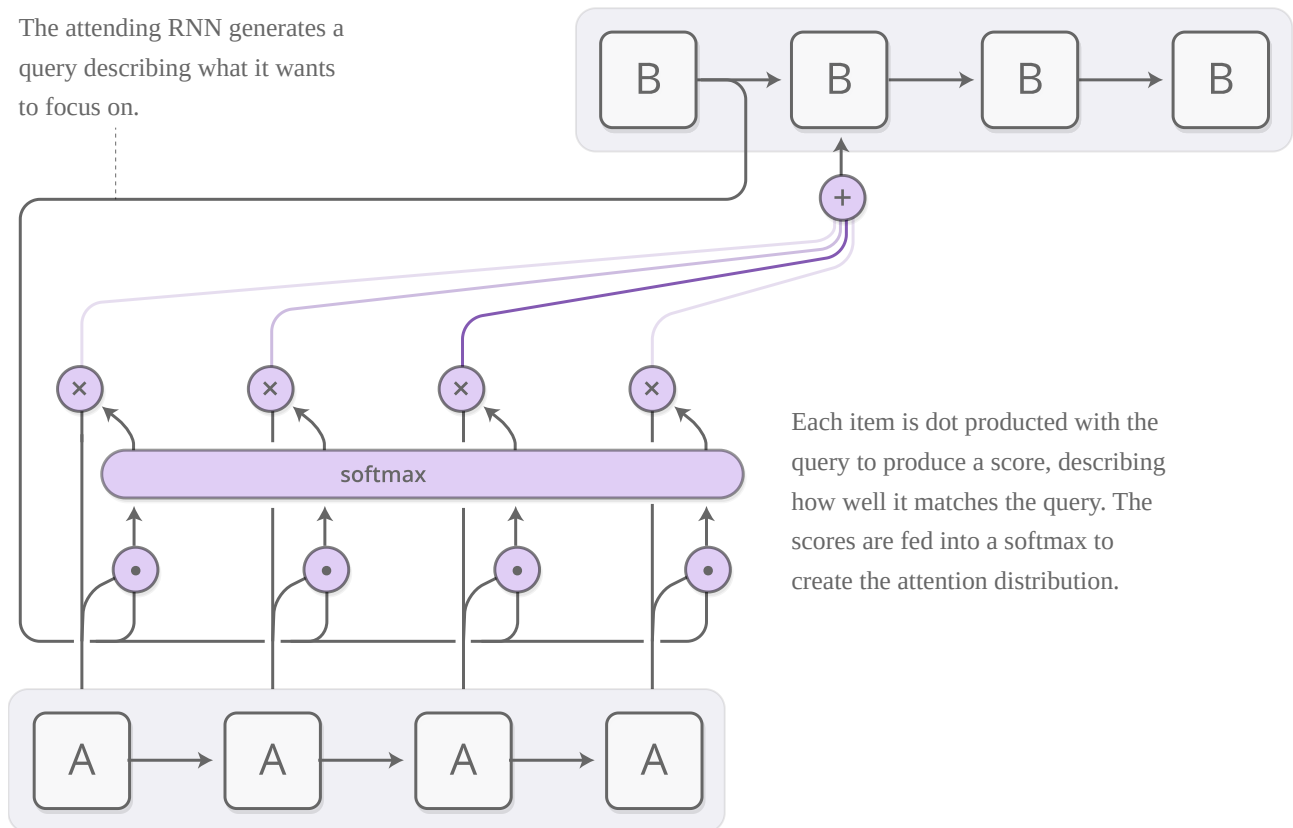 The attending RNN generates a
query describing what it wants
to focus on.
B B B B
+
× × × ×
softmax
Each item is dot producted with the
query to produce a score, describing
how well it matches the query. The
scores are fed into a softmax to
create the attention distribution.
A A A A